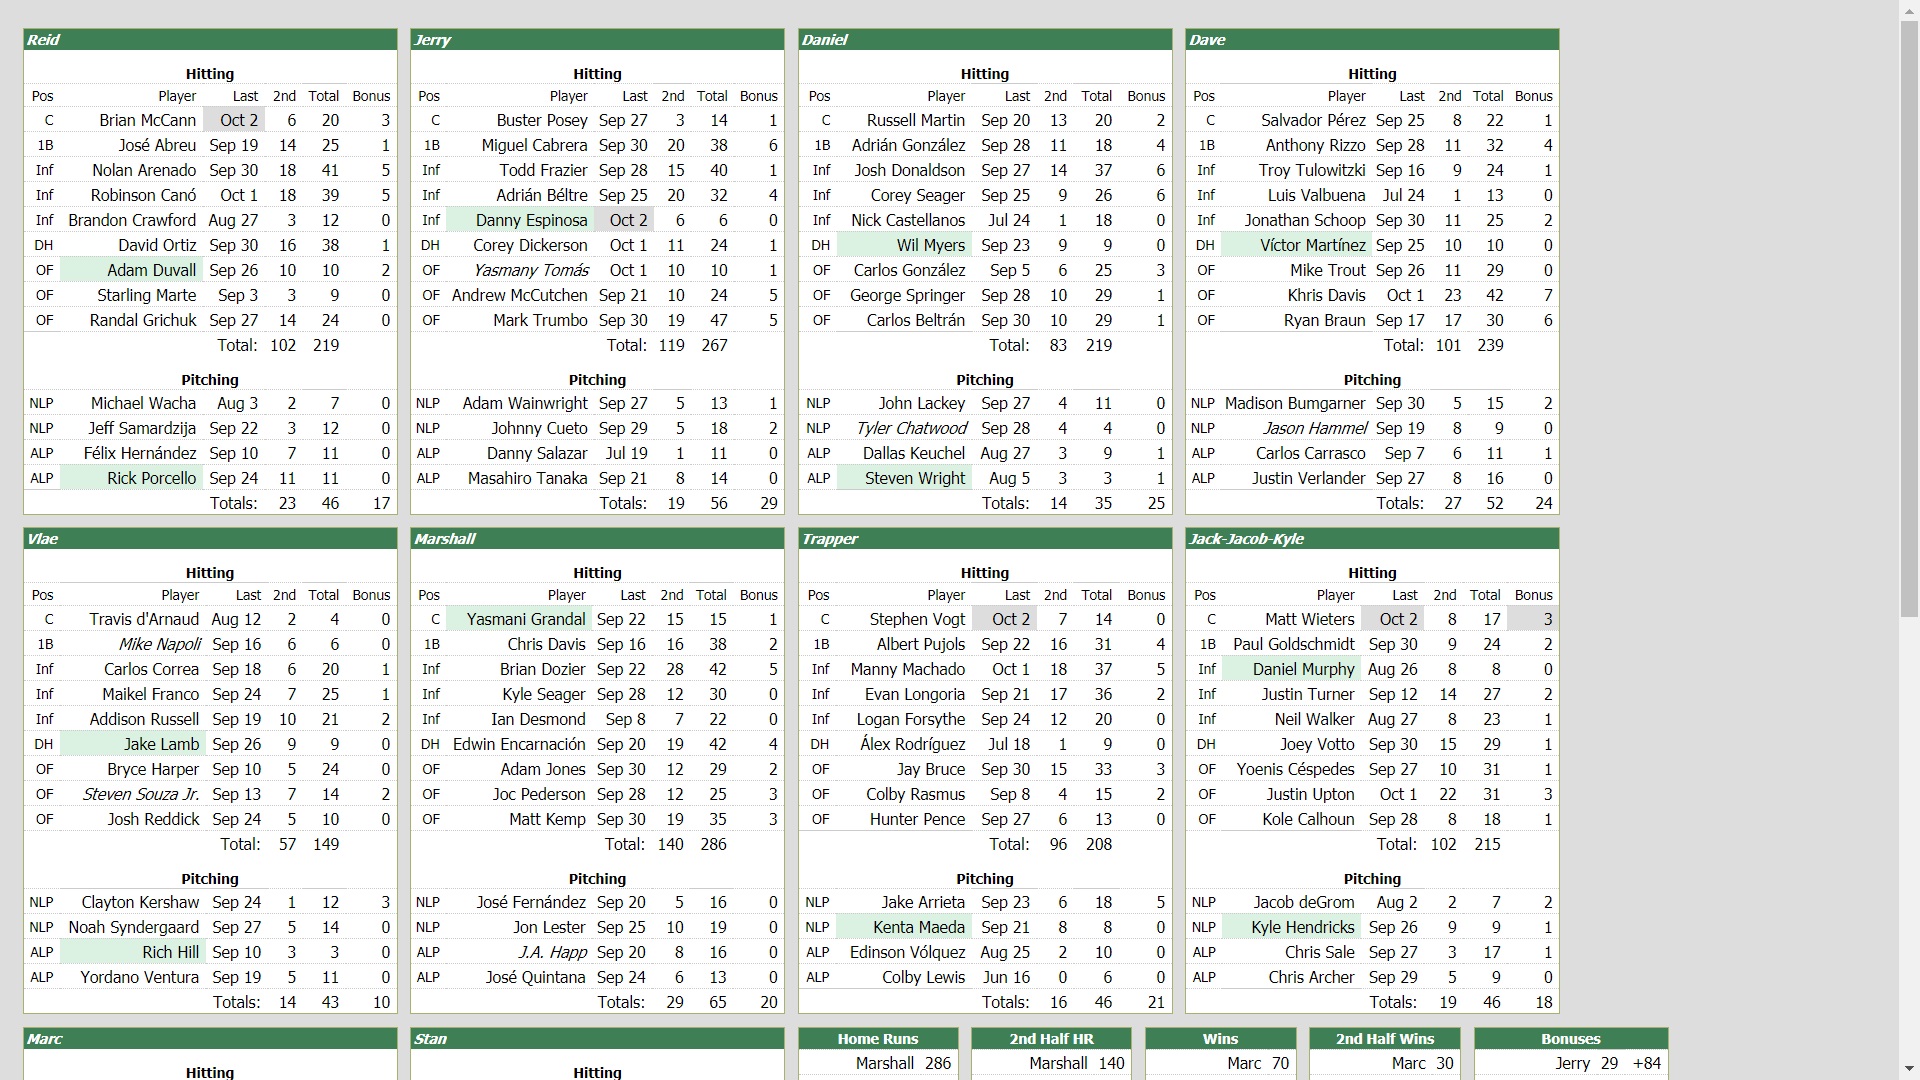 Reid
Hitting
Pos Player Last 2nd Total Bonus
C Brian McCann Oct 2 6 20 3
1B José Abreu Sep 19 14 25 1
Inf Nolan Arenado Sep 30 18 41 5
Inf Robinson Canó Oct 1 18 39 5
Inf Brandon Crawford Aug 27 3 12 0
DH David Ortiz Sep 30 16 38 1
OF Adam Duvall Sep 26 10 10 2
OF Starling Marte Sep 3 3 9 0
OF Randal Grichuk Sep 27 14 24 0
Total: 102 219
Pitching
NLP Michael Wacha Aug 3 2 7 0
NLP Jeff Samardzija Sep 22 3 12 0
ALP Félix Hernández Sep 10 7 11 0
ALP Rick Porcello Sep 24 11 11 0
Totals: 23 46 17
Jerry
Hitting
Pos Player Last 2nd Total Bonus
C Buster Posey Sep 27 3 14 1
1B Miguel Cabrera Sep 30 20 38 6
Inf Todd Frazier Sep 28 15 40 1
Inf Adrián Béltre Sep 25 20 32 4
Inf Danny Espinosa Oct 2 6 6 0
DH Corey Dickerson Oct 1 11 24 1
OF Yasmany Tomás Oct 1 10 10 1
OF Andrew McCutchen Sep 21 10 24 5
OF Mark Trumbo Sep 30 19 47 5
Total: 119 267
Pitching
NLP Adam Wainwright Sep 27 5 13 1
NLP Johnny Cueto Sep 29 5 18 2
ALP Danny Salazar Jul 19 1 11 0
ALP Masahiro Tanaka Sep 21 8 14 0
Totals: 19 56 29
Daniel
Hitting
Pos Player Last 2nd Total Bonus
C Russell Martin Sep 20 13 20 2
1B Adrián González Sep 28 11 18 4
Inf Josh Donaldson Sep 27 14 37 6
Inf Corey Seager Sep 25 9 26 6
Inf Nick Castellanos Jul 24 1 18 0
DH Wil Myers Sep 23 9 9 0
OF Carlos González Sep 5 6 25 3
OF George Springer Sep 28 10 29 1
OF Carlos Beltrán Sep 30 10 29 1
Total: 83 219
Pitching
NLP John Lackey Sep 27 4 11 0
NLP Tyler Chatwood Sep 28 4 4 0
ALP Dallas Keuchel Aug 27 3 9 1
ALP Steven Wright Aug 5 3 3 1
Totals: 14 35 25
Dave
Hitting
Pos Player Last 2nd Total Bonus
C Salvador Pérez Sep 25 8 22 1
1B Anthony Rizzo Sep 28 11 32 4
Inf Troy Tulowitzki Sep 16 9 24 1
Inf Luis Valbuena Jul 24 1 13 0
Inf Jonathan Schoop Sep 30 11 25 2
DH Víctor Martínez Sep 25 10 10 0
OF Mike Trout Sep 26 11 29 0
OF Khris Davis Oct 1 23 42 7
OF Ryan Braun Sep 17 17 30 6
Total: 101 239
Pitching
NLP Madison Bumgarner Sep 30 5 15 2
NLP Jason Hammel Sep 19 8 9 0
ALP Carlos Carrasco Sep 7 6 11 1
ALP Justin Verlander Sep 27 8 16 0
Totals: 27 52 24
Vlae
Hitting
Pos Player Last 2nd Total Bonus
C Travis d'Arnaud Aug 12 2 4 0
1B Mike Napoli Sep 16 6 6 0
Inf Carlos Correa Sep 18 6 20 1
Inf Maikel Franco Sep 24 7 25 1
Inf Addison Russell Sep 19 10 21 2
DH Jake Lamb Sep 26 9 9 0
OF Bryce Harper Sep 10 5 24 0
OF Steven Souza Jr. Sep 13 7 14 2
OF Josh Reddick Sep 24 5 10 0
Total: 57 149
Pitching
NLP Clayton Kershaw Sep 24 1 12 3
NLP Noah Syndergaard Sep 27 5 14 0
ALP Rich Hill Sep 10 3 3 0
ALP Yordano Ventura Sep 19 5 11 0
Totals: 14 43 10
Marshall
Hitting
Pos Player Last 2nd Total Bonus
C Yasmani Grandal Sep 22 15 15 1
1B Chris Davis Sep 16 16 38 2
Inf Brian Dozier Sep 22 28 42 5
Inf Kyle Seager Sep 28 12 30 0
Inf Ian Desmond Sep 8 7 22 0
DH Edwin Encarnación Sep 20 19 42 4
OF Adam Jones Sep 30 12 29 2
OF Joc Pederson Sep 28 12 25 3
OF Matt Kemp Sep 30 19 35 3
Total: 140 286
Pitching
NLP José Fernández Sep 20 5 16 0
NLP Jon Lester Sep 25 10 19 0
ALP J.A. Happ Sep 20 8 16 0
ALP José Quintana Sep 24 6 13 0
Totals: 29 65 20
Trapper
Hitting
Pos Player Last 2nd Total Bonus
C Stephen Vogt Oct 2 7 14 0
1B Albert Pujols Sep 22 16 31 4
Inf Manny Machado Oct 1 18 37 5
Inf Evan Longoria Sep 21 17 36 2
Inf Logan Forsythe Sep 24 12 20 0
DH Álex Rodríguez Jul 18 1 9 0
OF Jay Bruce Sep 30 15 33 3
OF Colby Rasmus Sep 8 4 15 2
OF Hunter Pence Sep 27 6 13 0
Total: 96 208
Pitching
NLP Jake Arrieta Sep 23 6 18 5
NLP Kenta Maeda Sep 21 8 8 0
ALP Edinson Vólquez Aug 25 2 10 0
ALP Colby Lewis Jun 16 0 6 0
Totals: 16 46 21
Jack-Jacob-Kyle
Hitting
Pos Player Last 2nd Total Bonus
C Matt Wieters Oct 2 8 17 3
1B Paul Goldschmidt Sep 30 9 24 2
Inf Daniel Murphy Aug 26 8 8 0
Inf Justin Turner Sep 12 14 27 2
Inf Neil Walker Aug 27 8 23 1
DH Joey Votto Sep 30 15 29 1
OF Yoenis Céspedes Sep 27 10 31 1
OF Justin Upton Oct 1 22 31 3
OF Kole Calhoun Sep 28 8 18 1
Total: 102 215
Pitching
NLP Jacob deGrom Aug 2 2 7 2
NLP Kyle Hendricks Sep 26 9 9 1
ALP Chris Sale Sep 27 3 17 1
ALP Chris Archer Sep 29 5 9 0
Totals: 19 46 18
Marc
Hitting
Stan
Hitting
Home Runs
Marshall 286
2nd Half HR
Marshall 140
Wins
Marc 70
2nd Half Wins
Marc 30
Bonuses
Jerry 29 +84